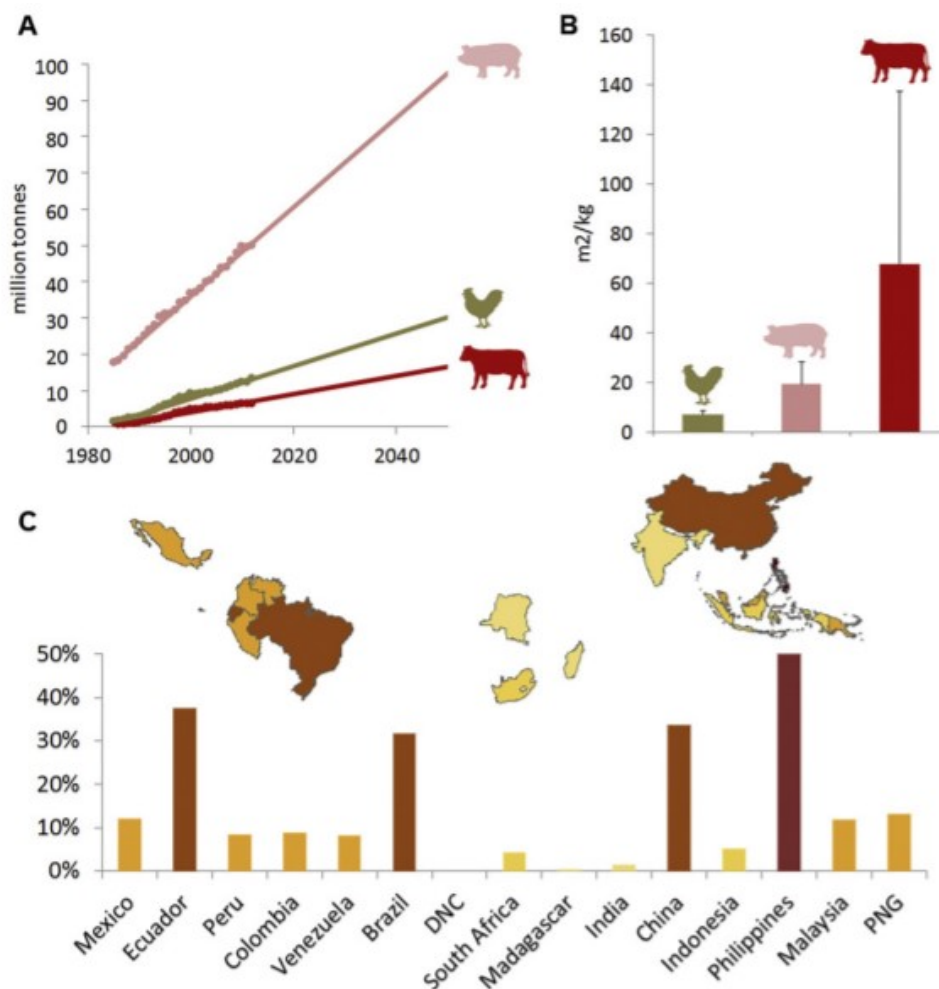 A
million tonnes
100
90
80
70
60
50
40
30
20
10
0
1980
2000
2020
2040
B
m2/kg
160
140
120
100
80
60
40
20
0
C
50%
40%
30%
20%
10%
0%
Mexico
Ecuador
Peru
Colombia
Venezuela
Brazil
DNC
South Africa
Madagascar
India
China
Indonesia
Philippines
Malaysia
PNG